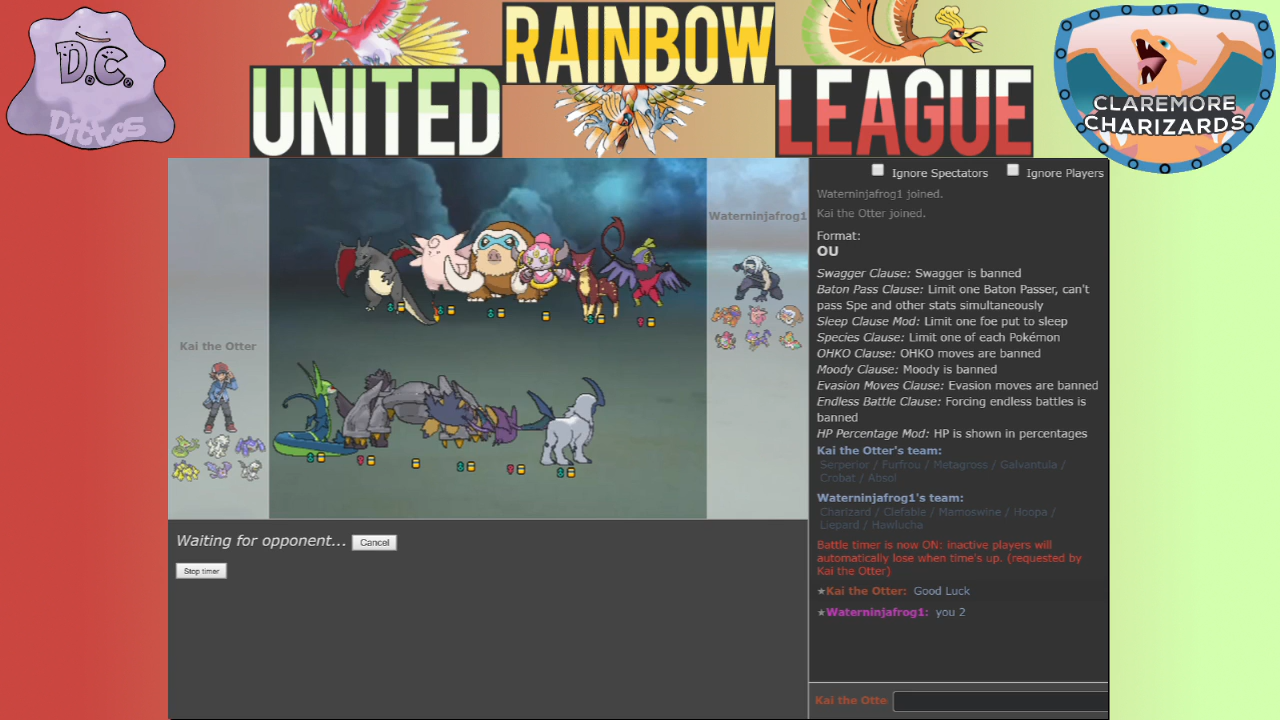 D.C.
Dittos
UNITED
RAINBOW
LEAGUE
CLAREMORE
CHARIZARDS
Kai the Otter
Waterninjafrog1
Waiting for opponent...
Cancel
Stop timer
Ignore Spectators
Ignore Players
Waterninjafrog1 joined.
Kai the Otter joined.
Format:
OU
Swagger Clause: Swagger is banned
Baton Pass Clause: Limit one Baton Passer, can't
pass Spe and other stats simultaneously
Sleep Clause Mod: Limit one foe put to sleep
Species Clause: Limit one of each Pokémon
OHKO Clause: OHKO moves are banned
Moody Clause: Moody is banned
Evasion Moves Clause: Evasion moves are banned
Endless Battle Clause: Forcing endless battles is
banned
HP Percentage Mod: HP is shown in percentages
Kai the Otter's team:
Serperior / Furfrou / Metagross / Galvantula /
Crobat / Absol
Waterninjafrog1's team:
Charizard / Clefable / Mamoswine / Hoopa /
Liepard / Hawlucha
Battle timer is now ON: inactive players will
automatically lose when time's up. (requested by
Kai the Otter)
★Kai the Otter: Good Luck
★Waterninjafrog1: you 2
Kai the Otte